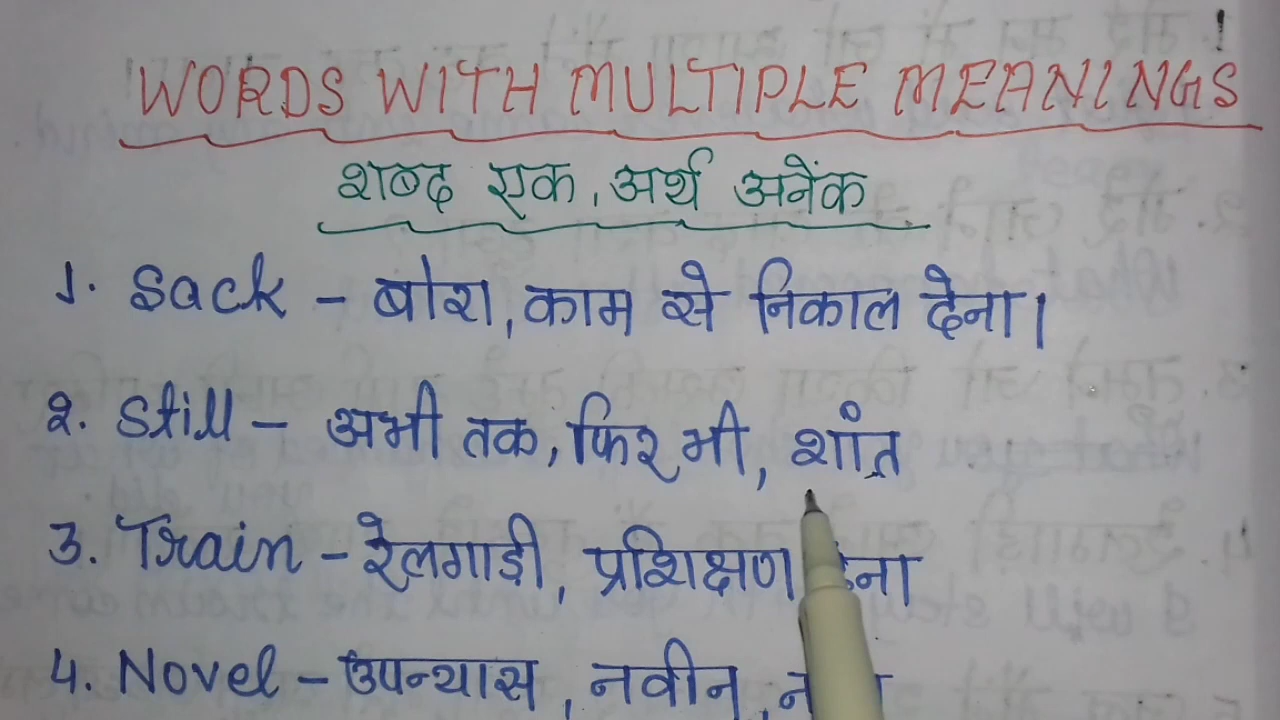 WORDS WITH MULTIPLE MEANINGS
शब्द एक, अर्थ अनेंक
1. Sack - बोरा, काम से निकाल देना।
२. Still - अभी तक, फिर भी, शांत
3. Train - रेलगाड़ी, प्रशिक्षण
4. Novel - उपन्यास, नवीन,